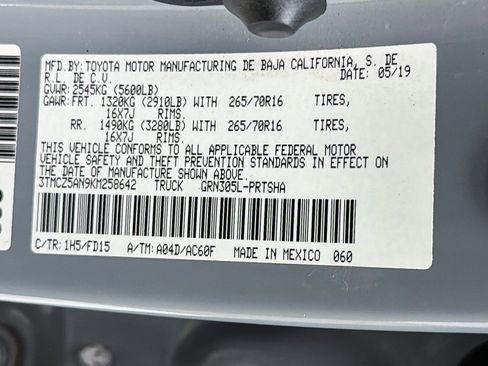 MFD.BY: TOYOTA MOTOR MANUFACTURING DE BAJA CALIFORNIA, S. DE
R.L. DE C.V. DATE: 05/19
GVWR: 2545KG (5600LB)
GAWR: FRT. 1320KG (2910LB) WITH 265/70R16 TIRES,
16X7J RIMS.
RR. 1490KG (3280LB) WITH 265/70R16 TIRES,
16X7J RIMS.
THIS VEHICLE CONFORMS TO ALL APPLICABLE FEDERAL MOTOR
VEHICLE SAFETY AND THEFT PREVENTION STANDARDS IN EFFECT ON
THE DATE OF MANUFACTURE SHOWN ABOVE.
3TMCZ5AN9KM258642 TRUCK GRN305L-PRTSHA
C/TR: 1H5/FD15 A/TM: A04D/AC60F MADE IN MEXICO 060